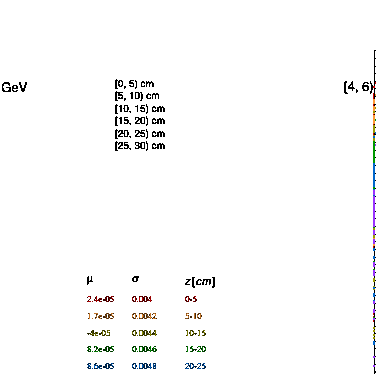 GeV
[0, 5) cm
[5, 10) cm
[10, 15) cm
[15, 20) cm
[20, 25) cm
[25, 30) cm
[4, 6)
μ σ z[cm]
2.4e-05 0.004 0-5
1.7e-05 0.0042 5-10
-4e-05 0.0044 10-15
8.2e-05 0.0046 15-20
8.6e-05 0.0048 20-25